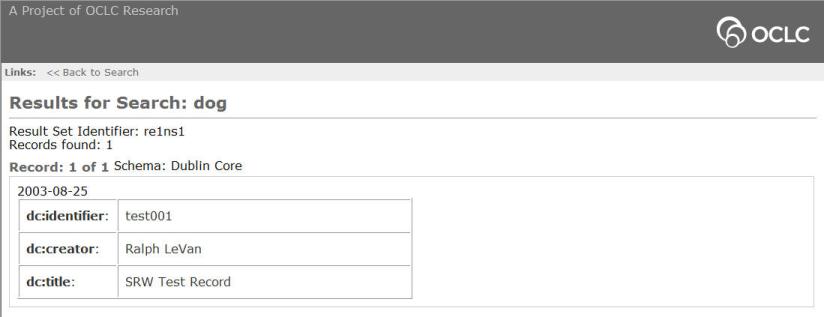 A Project of OCLC Research
OCLC
Links: << Back to Search
Results for Search: dog
Result Set Identifier: re1ns1
Records found: 1
Record: 1 of 1 Schema: Dublin Core
2003-08-25
dc:identifier: test001
dc:creator: Ralph LeVan
dc:title: SRW Test Record